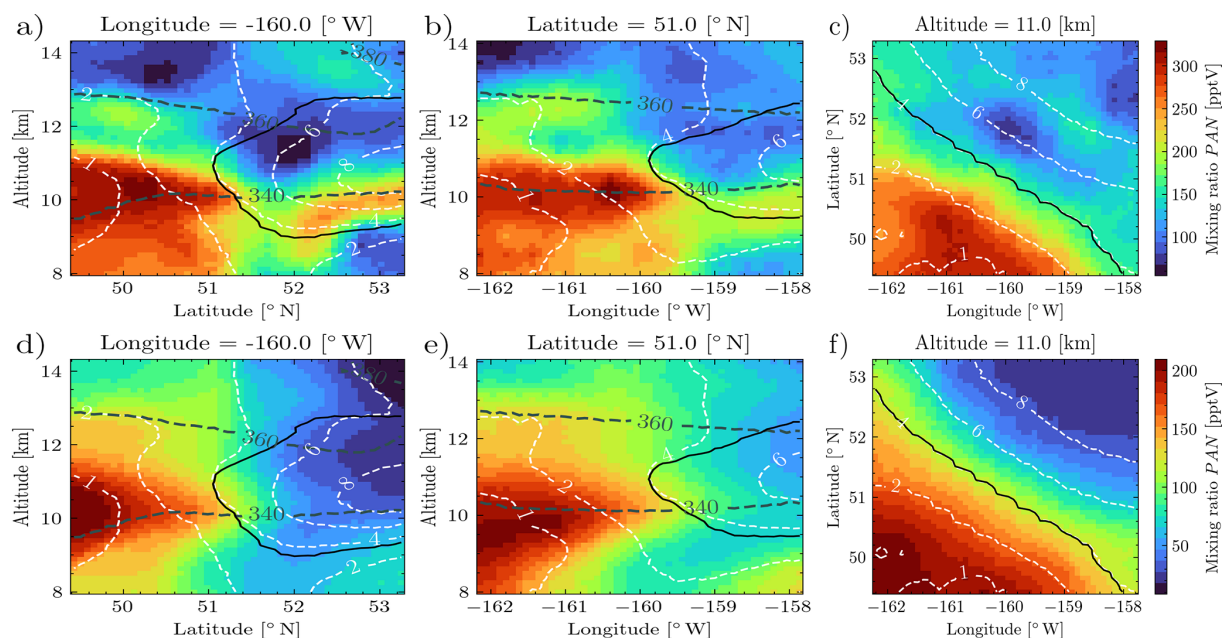 a) Longitude = -160.0 [° W]
b) Latitude = 51.0 [° N]
c) Altitude = 11.0 [km]
14
12
10
8
Altitude [km]
50 51 52 53
Latitude [° N]
380
360
340
1
2
2
4
6
8
14
12
10
8
Altitude [km]
−162 −161 −160 −159 −158
Longitude [° W]
360
340
1
2
4
6
53
52
51
50
Latitude [° N]
−162 −161 −160 −159 −158
Longitude [° W]
1
2
4
6
8
300
250
200
150
100
Mixing ratio PAN [pptV]
d) Longitude = -160.0 [° W]
e) Latitude = 51.0 [° N]
f) Altitude = 11.0 [km]
14
12
10
8
Altitude [km]
50 51 52 53
Latitude [° N]
380
360
340
1
2
2
4
6
8
14
12
10
8
Altitude [km]
−162 −161 −160 −159 −158
Longitude [° W]
360
340
1
2
4
6
53
52
51
50
Latitude [° N]
−162 −161 −160 −159 −158
Longitude [° W]
1
2
4
6
8
200
150
100
50
Mixing ratio PAN [pptV]